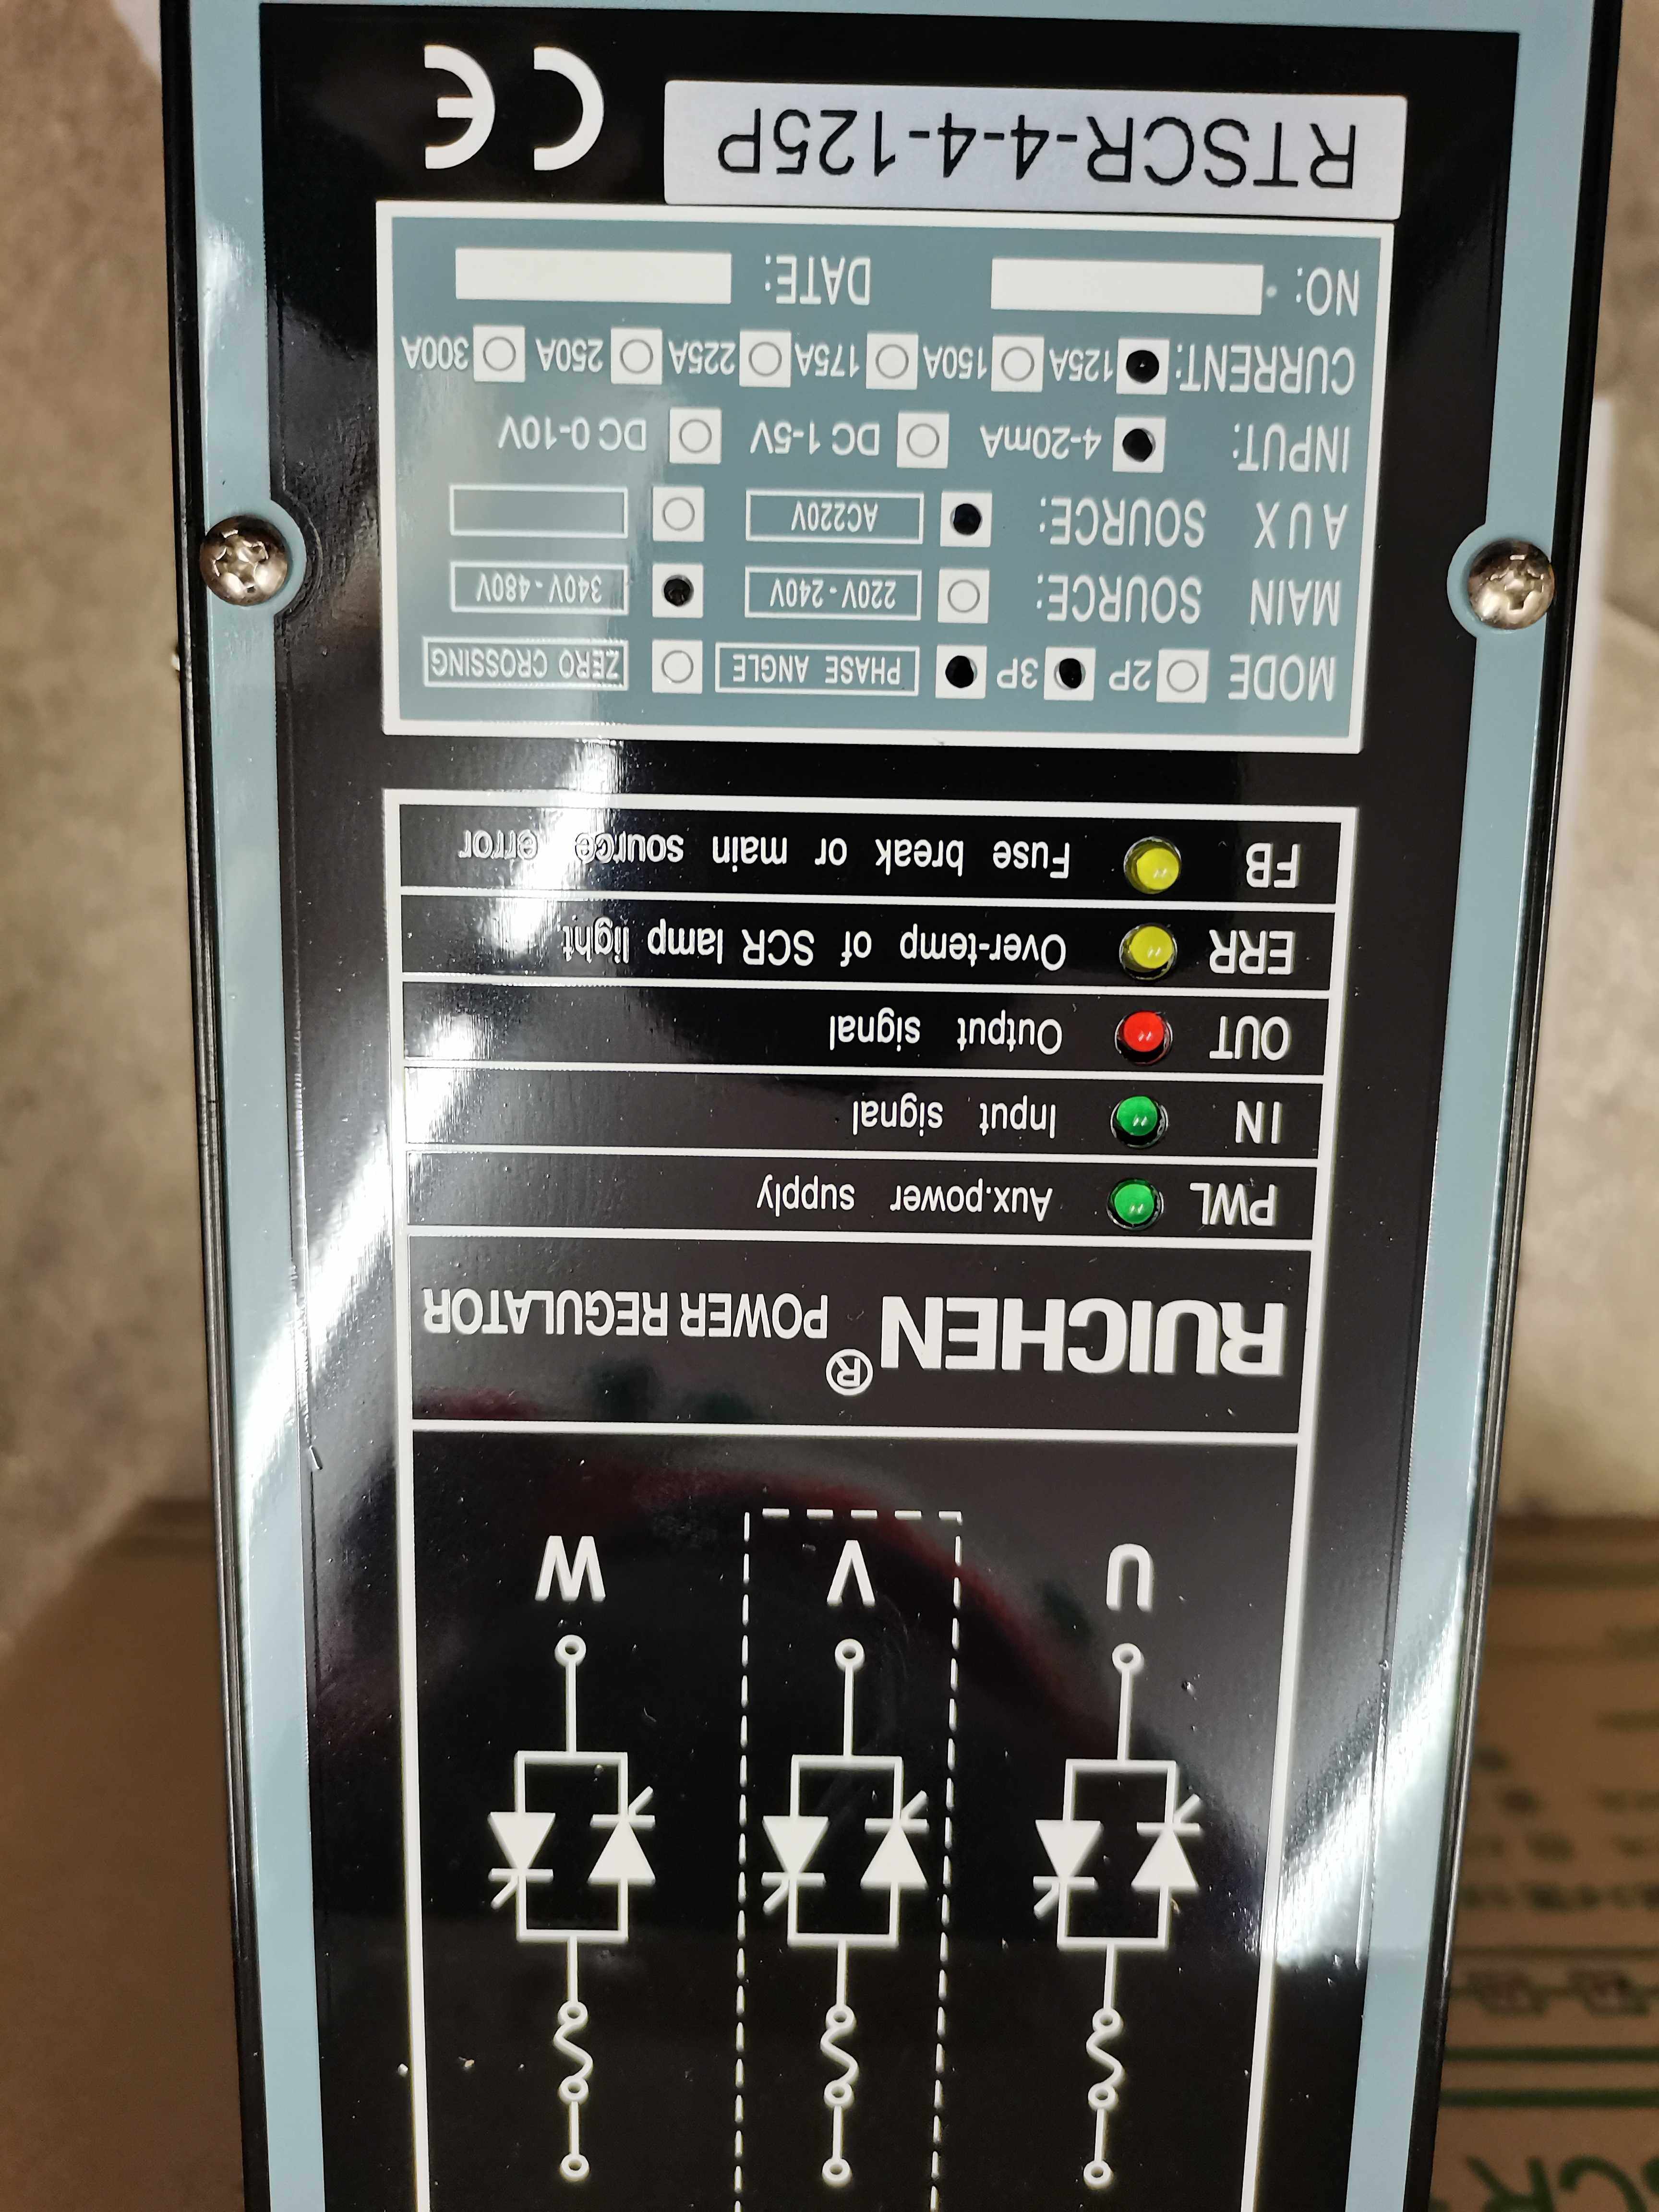 U V W
RUICHEN® POWER REGULATOR
PWL Aux.power supply
IN Input signal
OUT Output signal
ERR Over-temp of SCR lamp light.
FB Fuse break or main source error
MODE 2P 3P PHASE ANGLE ZERO CROSSING
MAIN SOURCE: 220V-240V 340V-480V
AUX SOURCE: AC220V
INPUT: 4-20mA DC 1-5V DC 0-10V
CURRENT: 125A 150A 175A 225A 250A 300A
NO: DATE:
RTSCR-4-4-125P CE